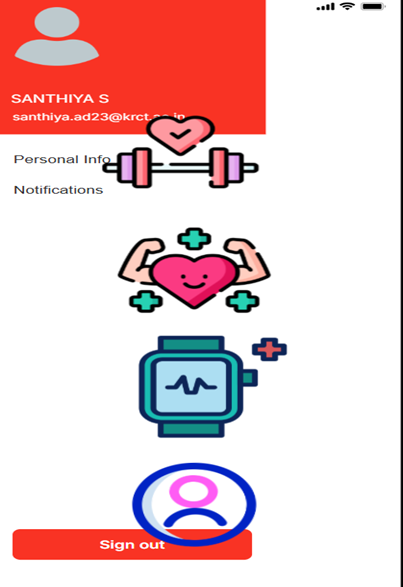 SANTHIYA S
santhiya.ad23@krct.ac.in
Personal Info
Notifications
Sign out